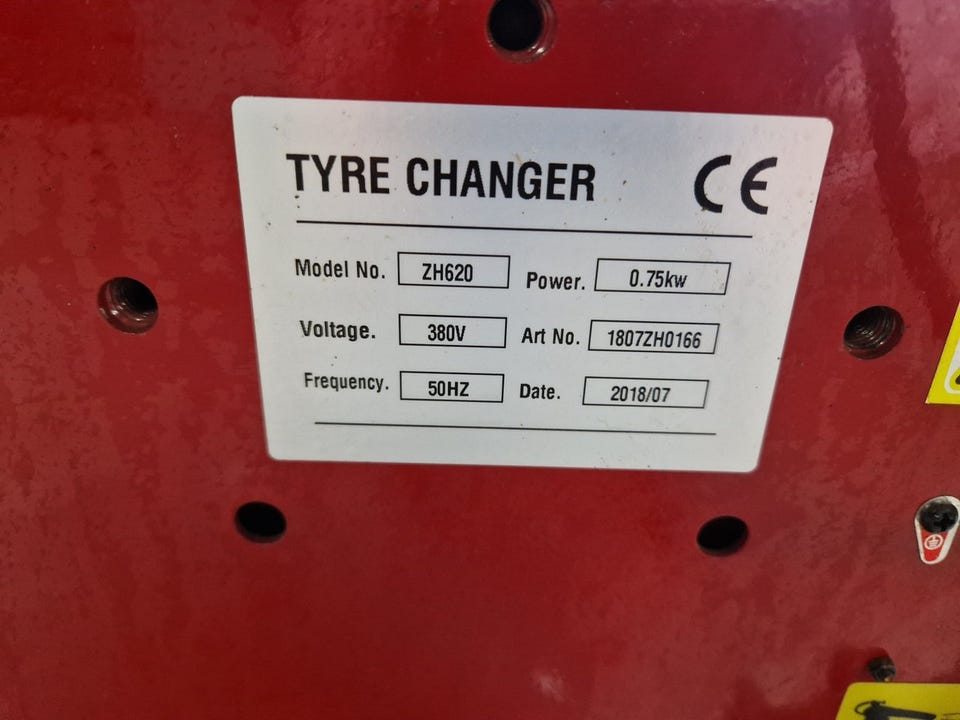 TYRE CHANGER CE
Model No. ZH620 Power. 0.75kw
Voltage. 380V Art No. 1807ZH0166
Frequency. 50HZ Date. 2018/07